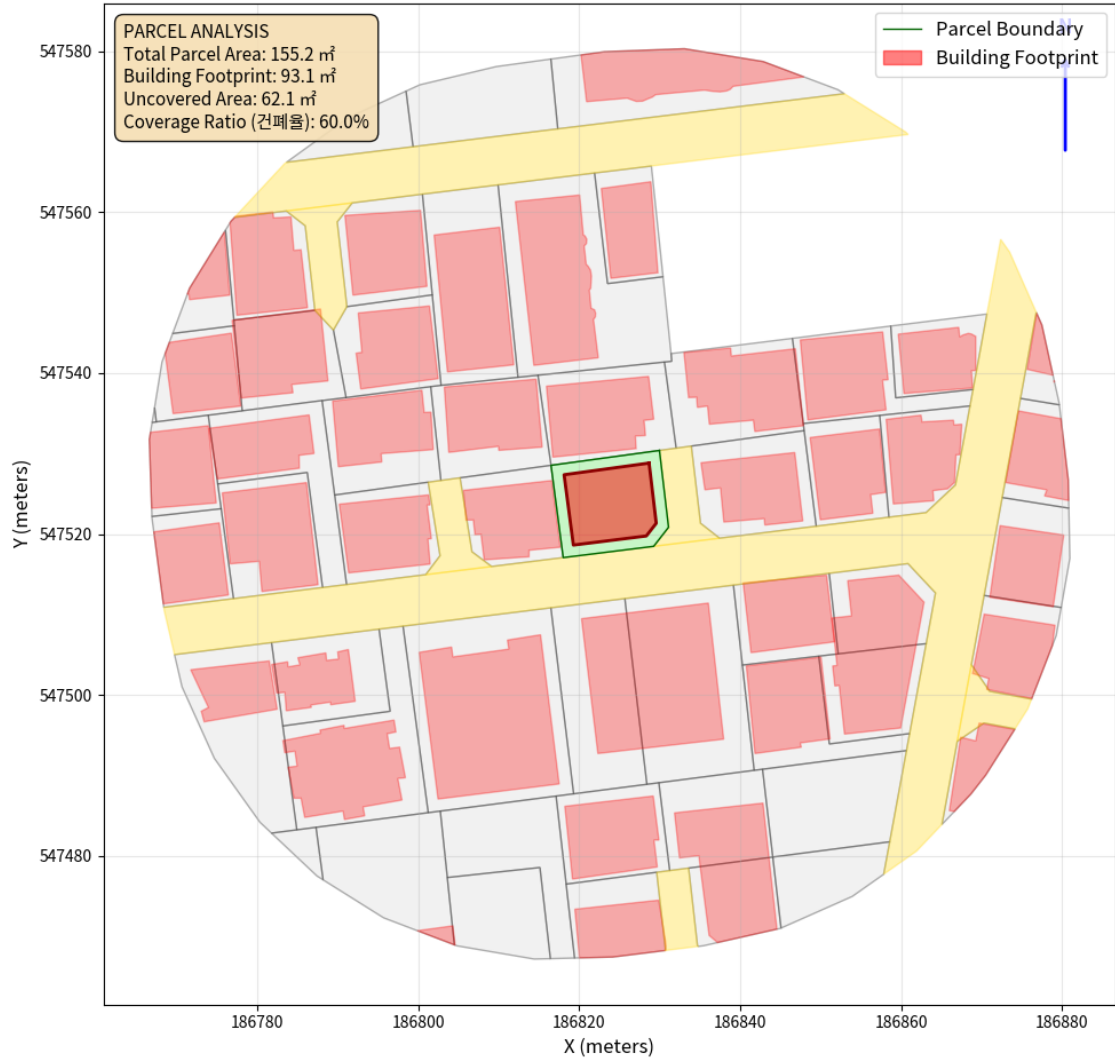 PARCEL ANALYSIS
Total Parcel Area: 155.2 ㎡
Building Footprint: 93.1 ㎡
Uncovered Area: 62.1 ㎡
Coverage Ratio (건폐율): 60.0%
Parcel Boundary
Building Footprint
N
547580
547560
547540
547520
547500
547480
Y (meters)
186780
186800
186820
186840
186860
186880
X (meters)